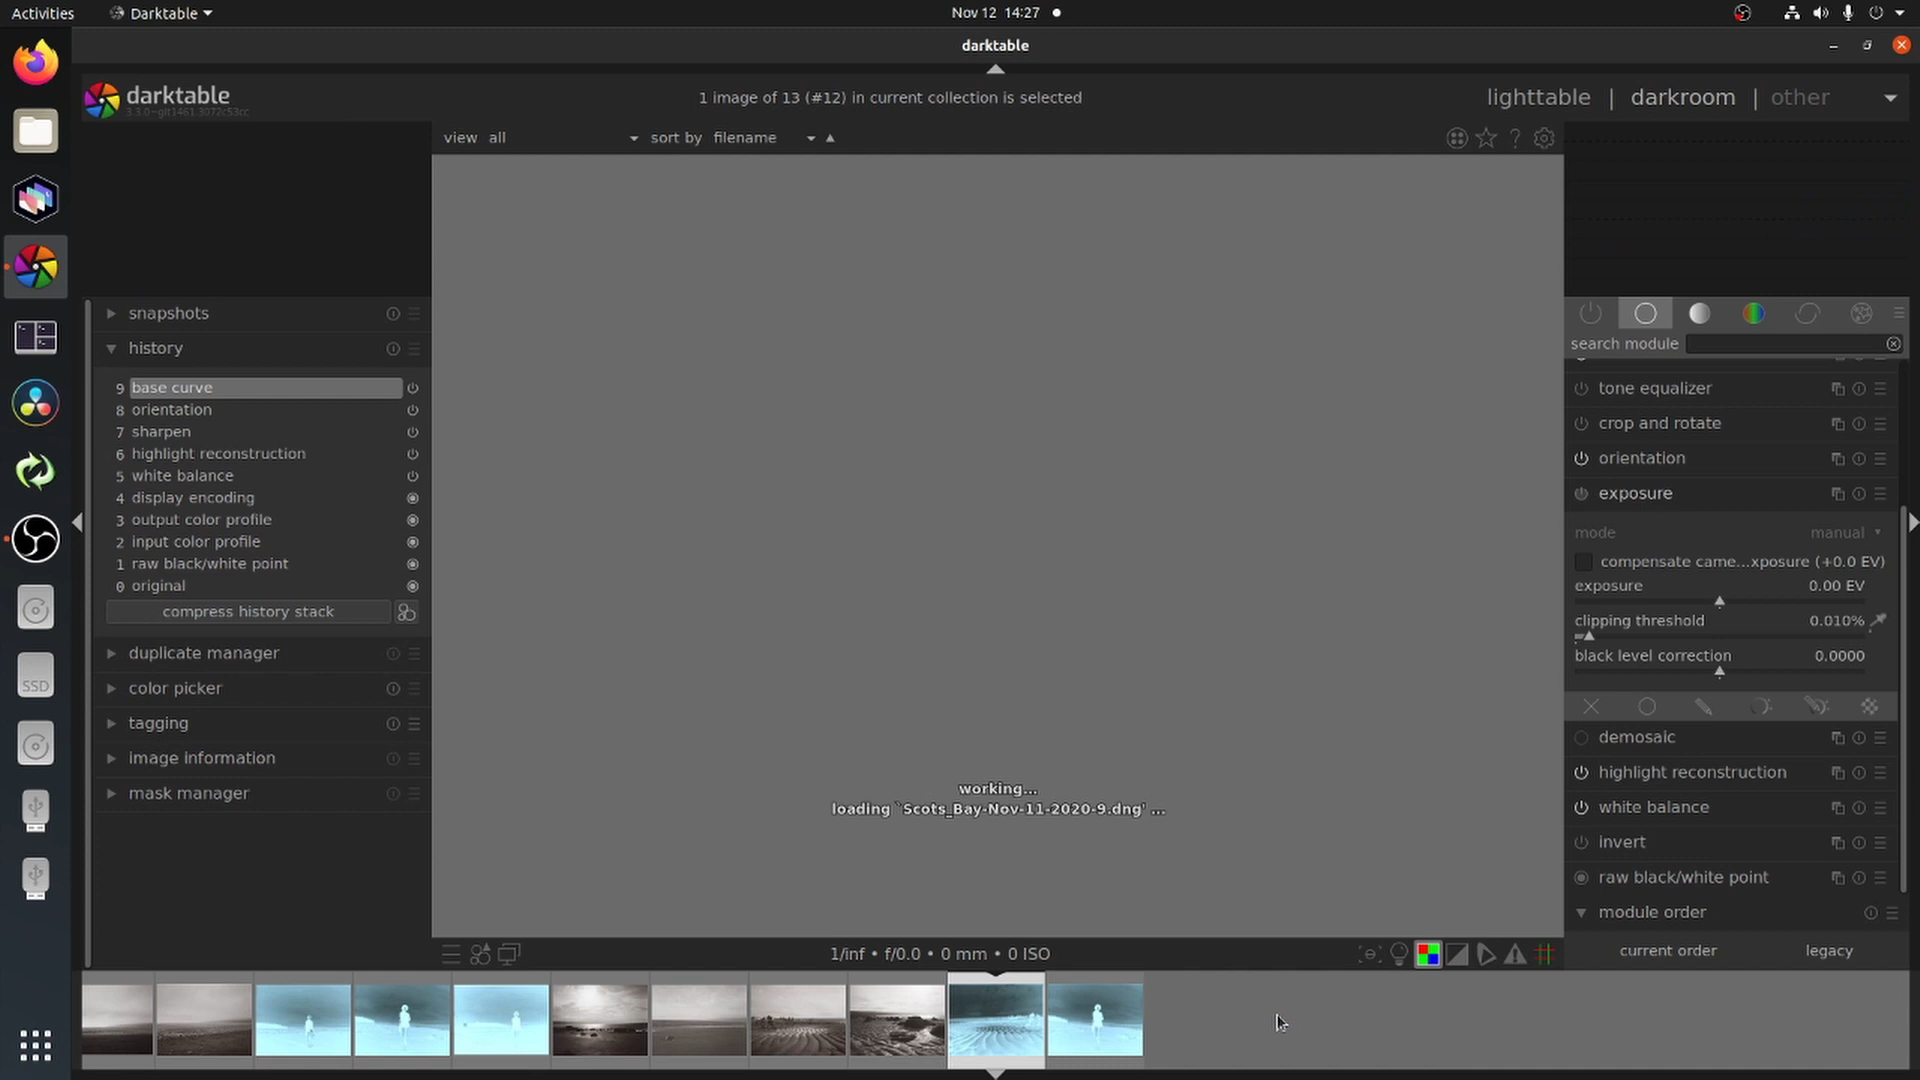 Activities
Darktable
Nov 12 14:27
darktable
darktable
3.3.0~git1461.3072c53cc
1 image of 13 (#12) in current collection is selected
lighttable | darkroom | other
view all
sort by filename
snapshots
history
9 base curve
8 orientation
7 sharpen
6 highlight reconstruction
5 white balance
4 display encoding
3 output color profile
2 input color profile
1 raw black/white point
0 original
compress history stack
duplicate manager
color picker
tagging
image information
mask manager
SSD
working...
loading `Scots_Bay-Nov-11-2020-9.dng' ...
1/inf • f/0.0 • 0 mm • 0 ISO
search module
tone equalizer
crop and rotate
orientation
exposure
mode manual
compensate came...xposure (+0.0 EV)
exposure 0.00 EV
clipping threshold 0.010%
black level correction 0.0000
demosaic
highlight reconstruction
white balance
invert
raw black/white point
module order
current order legacy